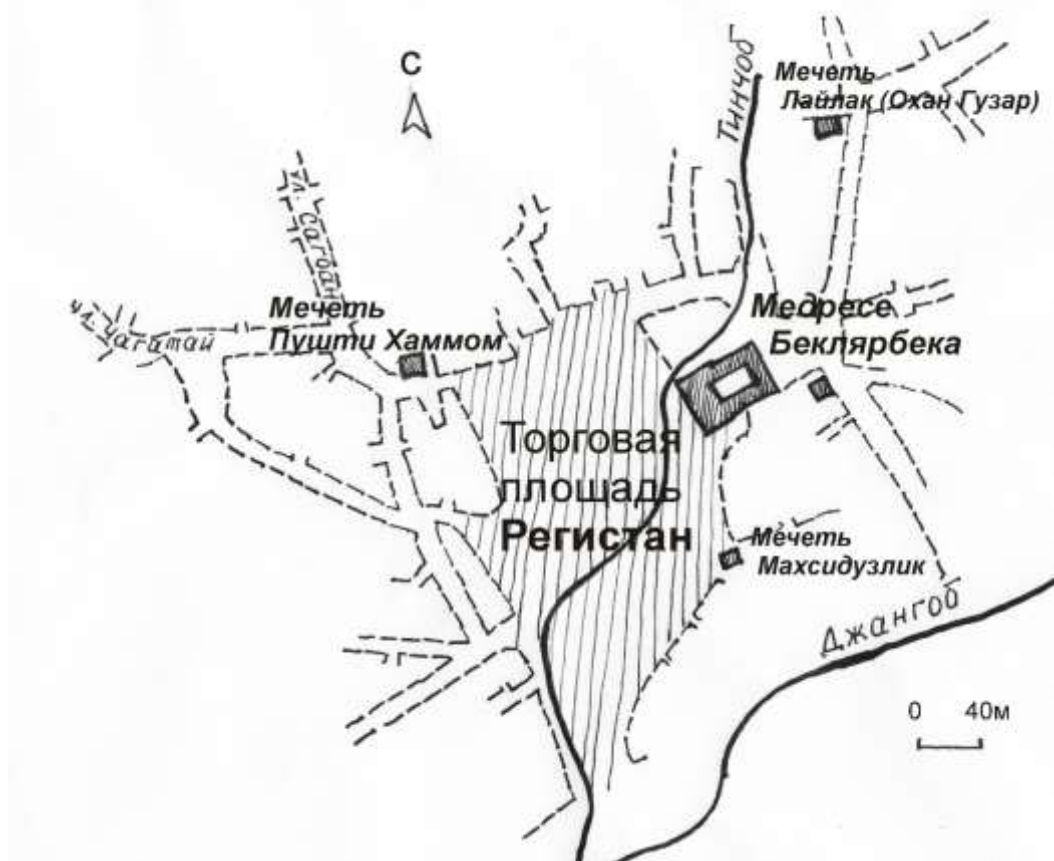 С
Тинчоб
Мечеть
Лайлак (Охан Гузар)
ул. Сагбан
Мечеть
Пушти Хаммом
ул. Чагатай
Медресе
Беклярбека
Торговая
площадь
Регистан
Мечеть
Махсидузлик
Джангоб
0 40м